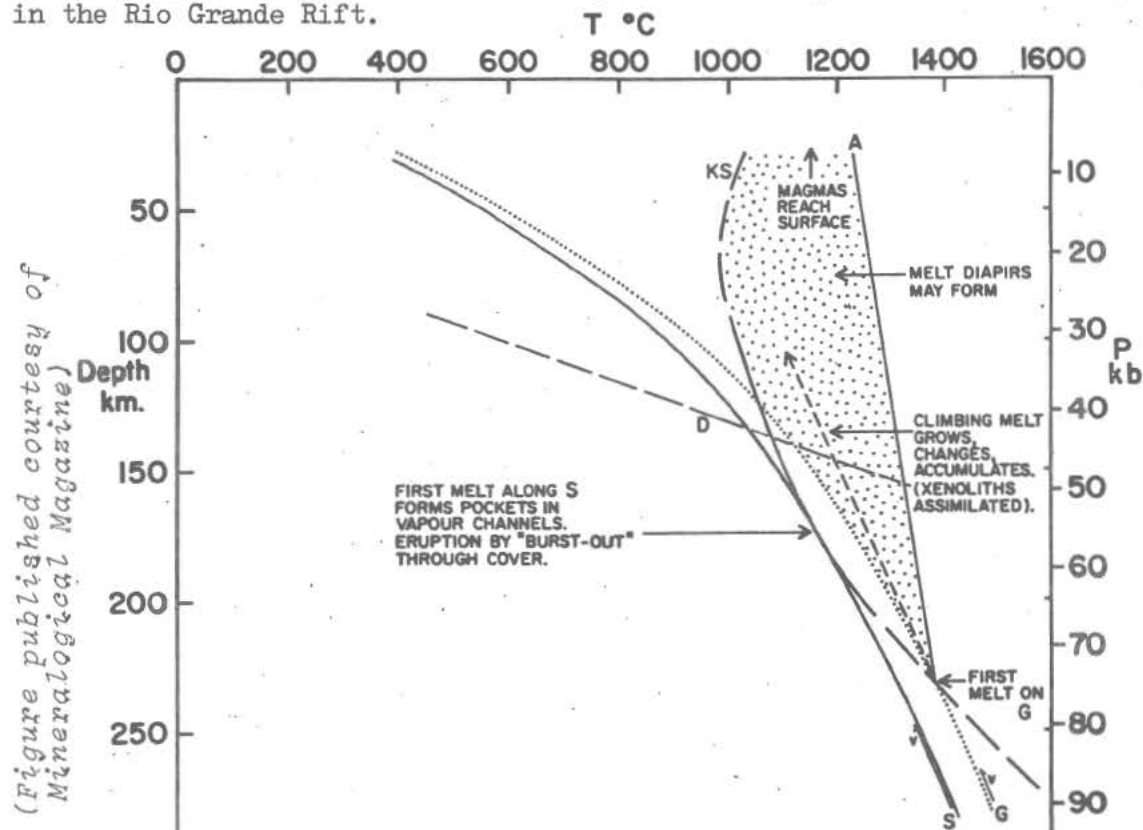 in the Rio Grande Rift.
T °C
0 200 400 600 800 1000 1200 1400 1600
A
KS
10
MAGMAS
REACH
SURFACE
50
20
MELT DIAPIRS
MAY FORM
30
100
Depth
km.
P
kb
40
D
CLIMBING MELT
GROWS,
CHANGES,
ACCUMULATES.
(XENOLITHS
ASSIMILATED).
150
50
FIRST MELT ALONG S
FORMS POCKETS IN
VAPOUR CHANNELS.
ERUPTION BY "BURST-OUT"
THROUGH COVER.
60
200
70
FIRST
MELT ON
G
250
80
v
v
90
S
G
(Figure published courtesy of
Mineralogical Magazine)